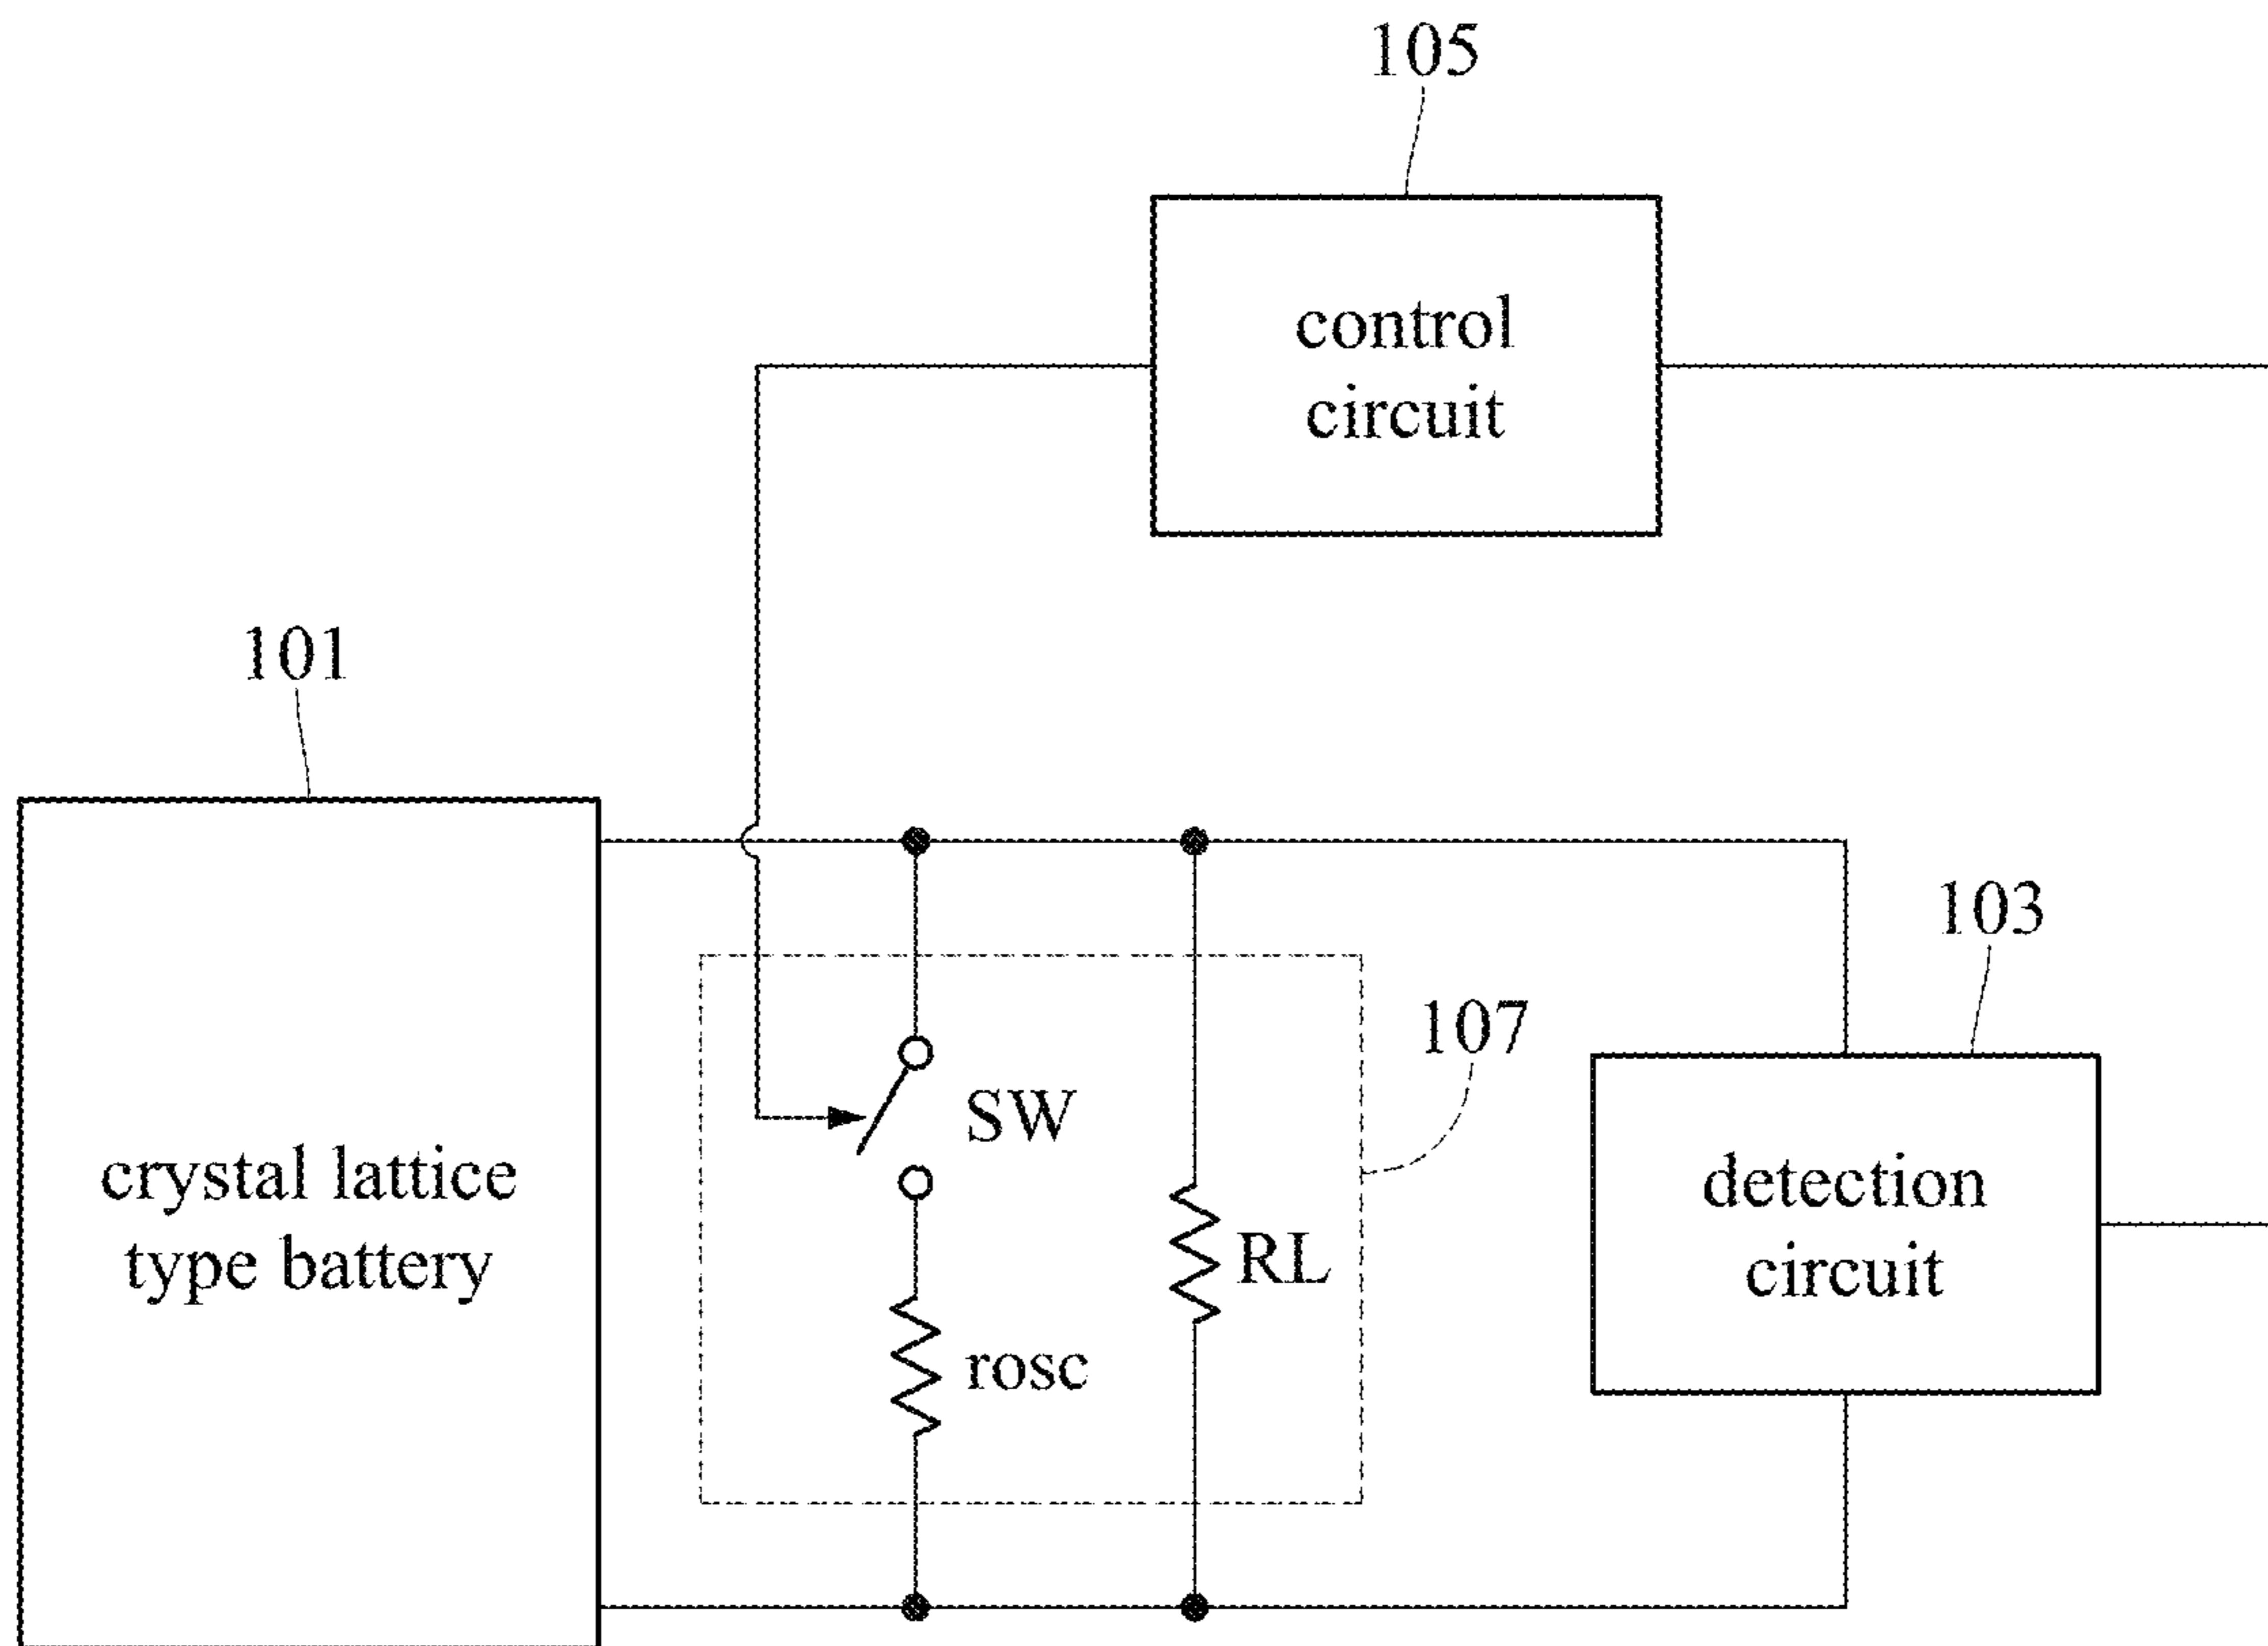 105
control
circuit
101
103
107
crystal lattice
type battery
SW
RL
rosc
detection
circuit